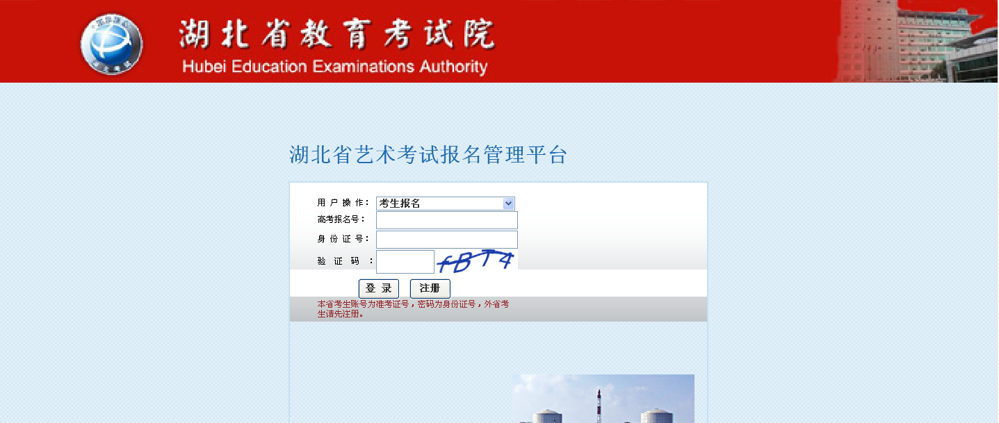 湖北省教育考试院
Hubei Education Examinations Authority
湖北省艺术考试报名管理平台
用 户 操 作： 考生报名
高考报名号：
身 份 证 号：
验 证 码 ： fBT4
登 录 注册
本省考生账号为准考证号，密码为身份证号，外省考
生请先注册。